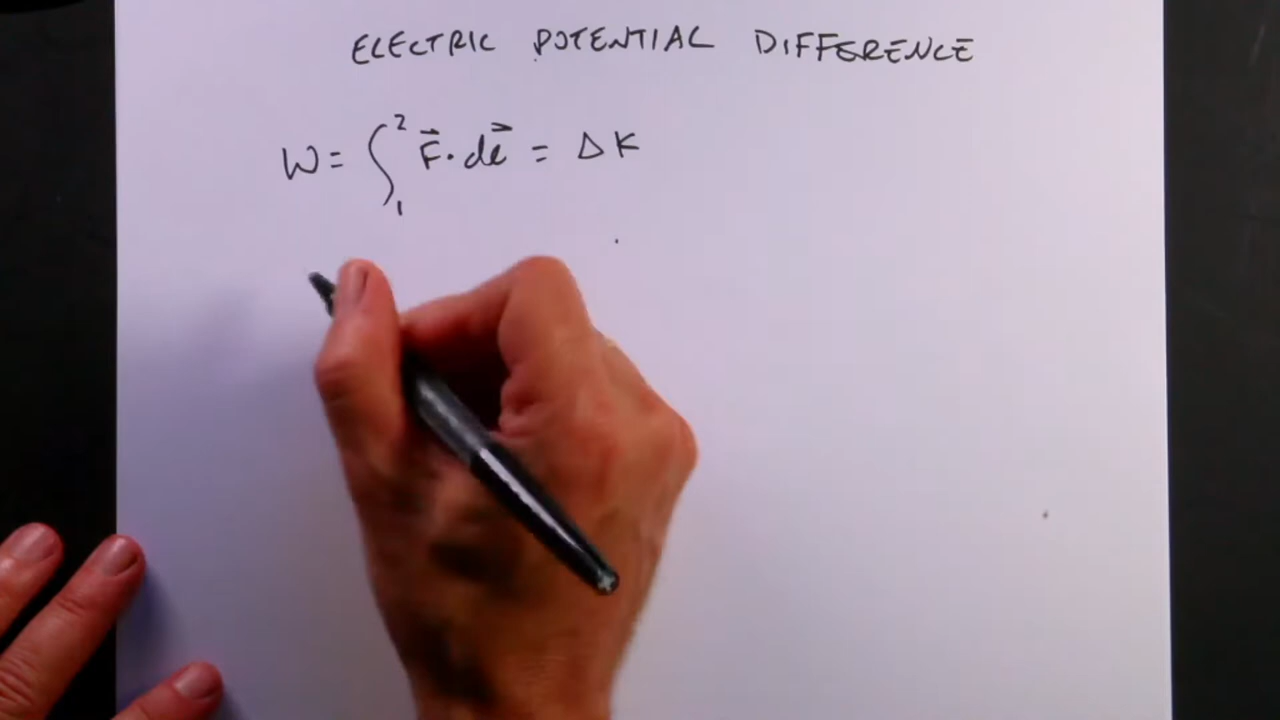 ELECTRIC POTENTIAL DIFFERENCE
W = ∫₁² F⃗ · dℓ⃗ = ΔK